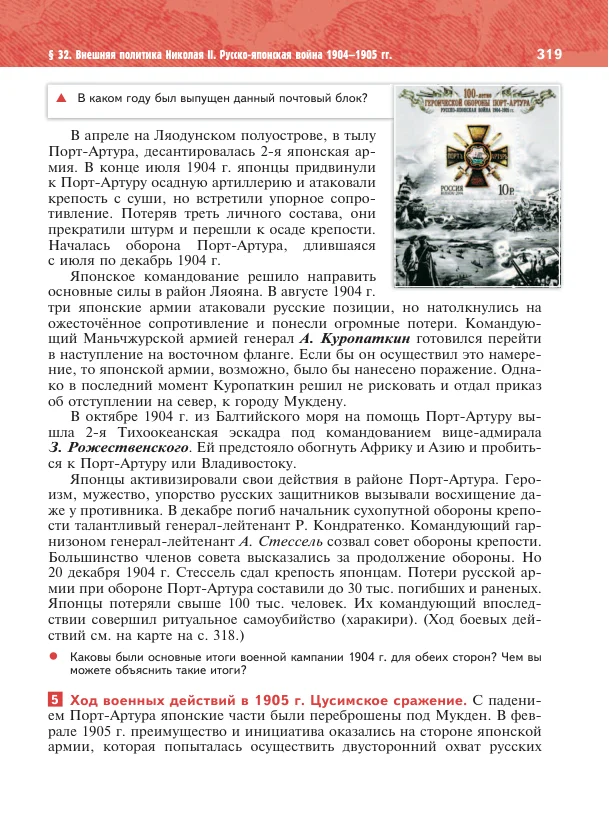 § 32. Внешняя политика Николая II. Русско-японская война 1904–1905 гг.
319
▲ В каком году был выпущен данный почтовый блок?
100-летие
ГЕРОИЧЕСКОЙ ОБОРОНЫ ПОРТ-АРТУРА
РУССКО-ЯПОНСКАЯ ВОЙНА 1904-1905 гг.
ПОРТЪ АРТУРЪ
РОССИЯ
10 Р.
В апреле на Ляодунском полуострове, в тылу
Порт-Артура, десантировалась 2-я японская ар-
мия. В конце июля 1904 г. японцы придвинули
к Порт-Артуру осадную артиллерию и атаковали
крепость с суши, но встретили упорное сопро-
тивление. Потеряв треть личного состава, они
прекратили штурм и перешли к осаде крепости.
Началась оборона Порт-Артура, длившаяся
с июля по декабрь 1904 г.
Японское командование решило направить
основные силы в район Ляояна. В августе 1904 г.
три японские армии атаковали русские позиции, но натолкнулись на
ожесточённое сопротивление и понесли огромные потери. Командую-
щий Маньчжурской армией генерал А. Куропаткин готовился перейти
в наступление на восточном фланге. Если бы он осуществил это намере-
ние, то японской армии, возможно, было бы нанесено поражение. Одна-
ко в последний момент Куропаткин решил не рисковать и отдал приказ
об отступлении на север, к городу Мукдену.
В октябре 1904 г. из Балтийского моря на помощь Порт-Артуру вы-
шла 2-я Тихоокеанская эскадра под командованием вице-адмирала
З. Рожественского. Ей предстояло обогнуть Африку и Азию и пробить-
ся к Порт-Артуру или Владивостоку.
Японцы активизировали свои действия в районе Порт-Артура. Геро-
изм, мужество, упорство русских защитников вызывали восхищение да-
же у противника. В декабре погиб начальник сухопутной обороны крепо-
сти талантливый генерал-лейтенант Р. Кондратенко. Командующий гар-
низоном генерал-лейтенант А. Стессель созвал совет обороны крепости.
Большинство членов совета высказались за продолжение обороны. Но
20 декабря 1904 г. Стессель сдал крепость японцам. Потери русской ар-
мии при обороне Порт-Артура составили до 30 тыс. погибших и раненых.
Японцы потеряли свыше 100 тыс. человек. Их командующий впослед-
ствии совершил ритуальное самоубийство (харакири). (Ход боевых дей-
ствий см. на карте на с. 318.)
● Каковы были основные итоги военной кампании 1904 г. для обеих сторон? Чем вы
можете объяснить такие итоги?
5 Ход военных действий в 1905 г. Цусимское сражение. С падени-
ем Порт-Артура японские части были переброшены под Мукден. В фев-
рале 1905 г. преимущество и инициатива оказались на стороне японской
армии, которая попыталась осуществить двусторонний охват русских